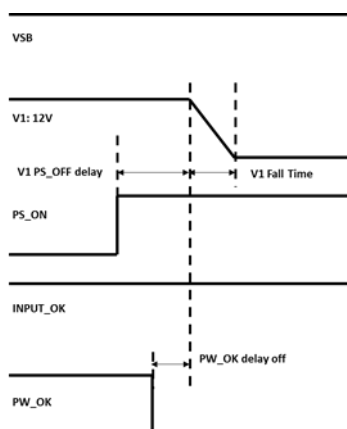 VSB
V1: 12V
V1 PS_OFF delay
V1 Fall Time
PS_ON
INPUT_OK
PW_OK delay off
PW_OK